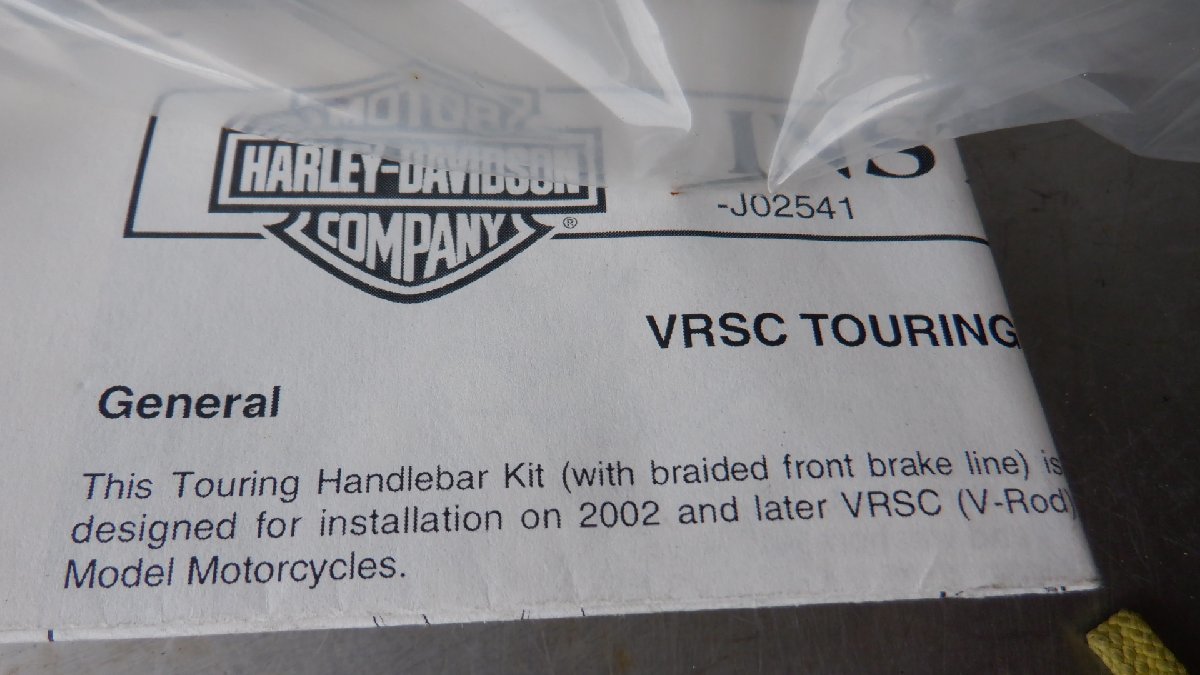 MOTOR
HARLEY-DAVIDSON
COMPANY ®
INS
-J02541
VRSC TOURING
General
This Touring Handlebar Kit (with braided front brake line) is
designed for installation on 2002 and later VRSC (V-Rod)
Model Motorcycles.